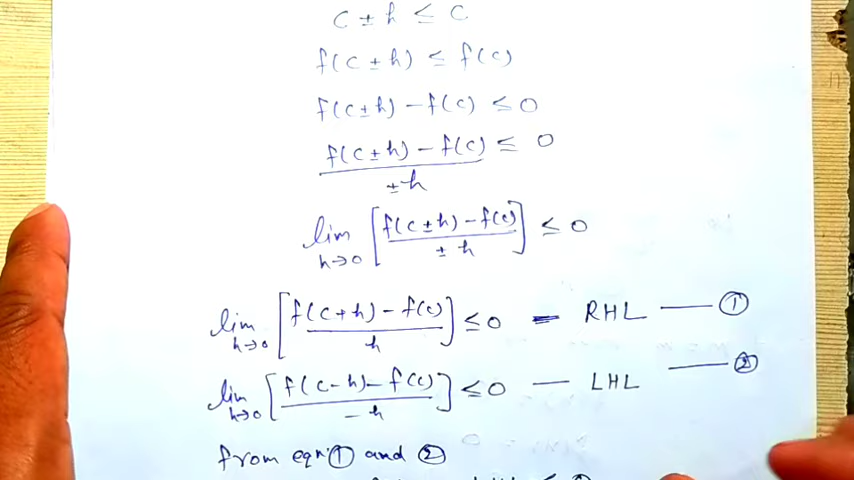 c ± h ≤ c
f(c ± h) ≤ f(c)
f(c±h) - f(c) ≤ 0
f(c±h) - f(c) / ±h ≤ 0
lim h→0 [f(c±h) - f(c) / ±h] ≤ 0
lim h→0 [f(c+h) - f(c) / h] ≤ 0 — RHL — ①
lim h→0 [f(c-h) - f(c) / -h] ≤ 0 — LHL — ②
from eqn ① and ②